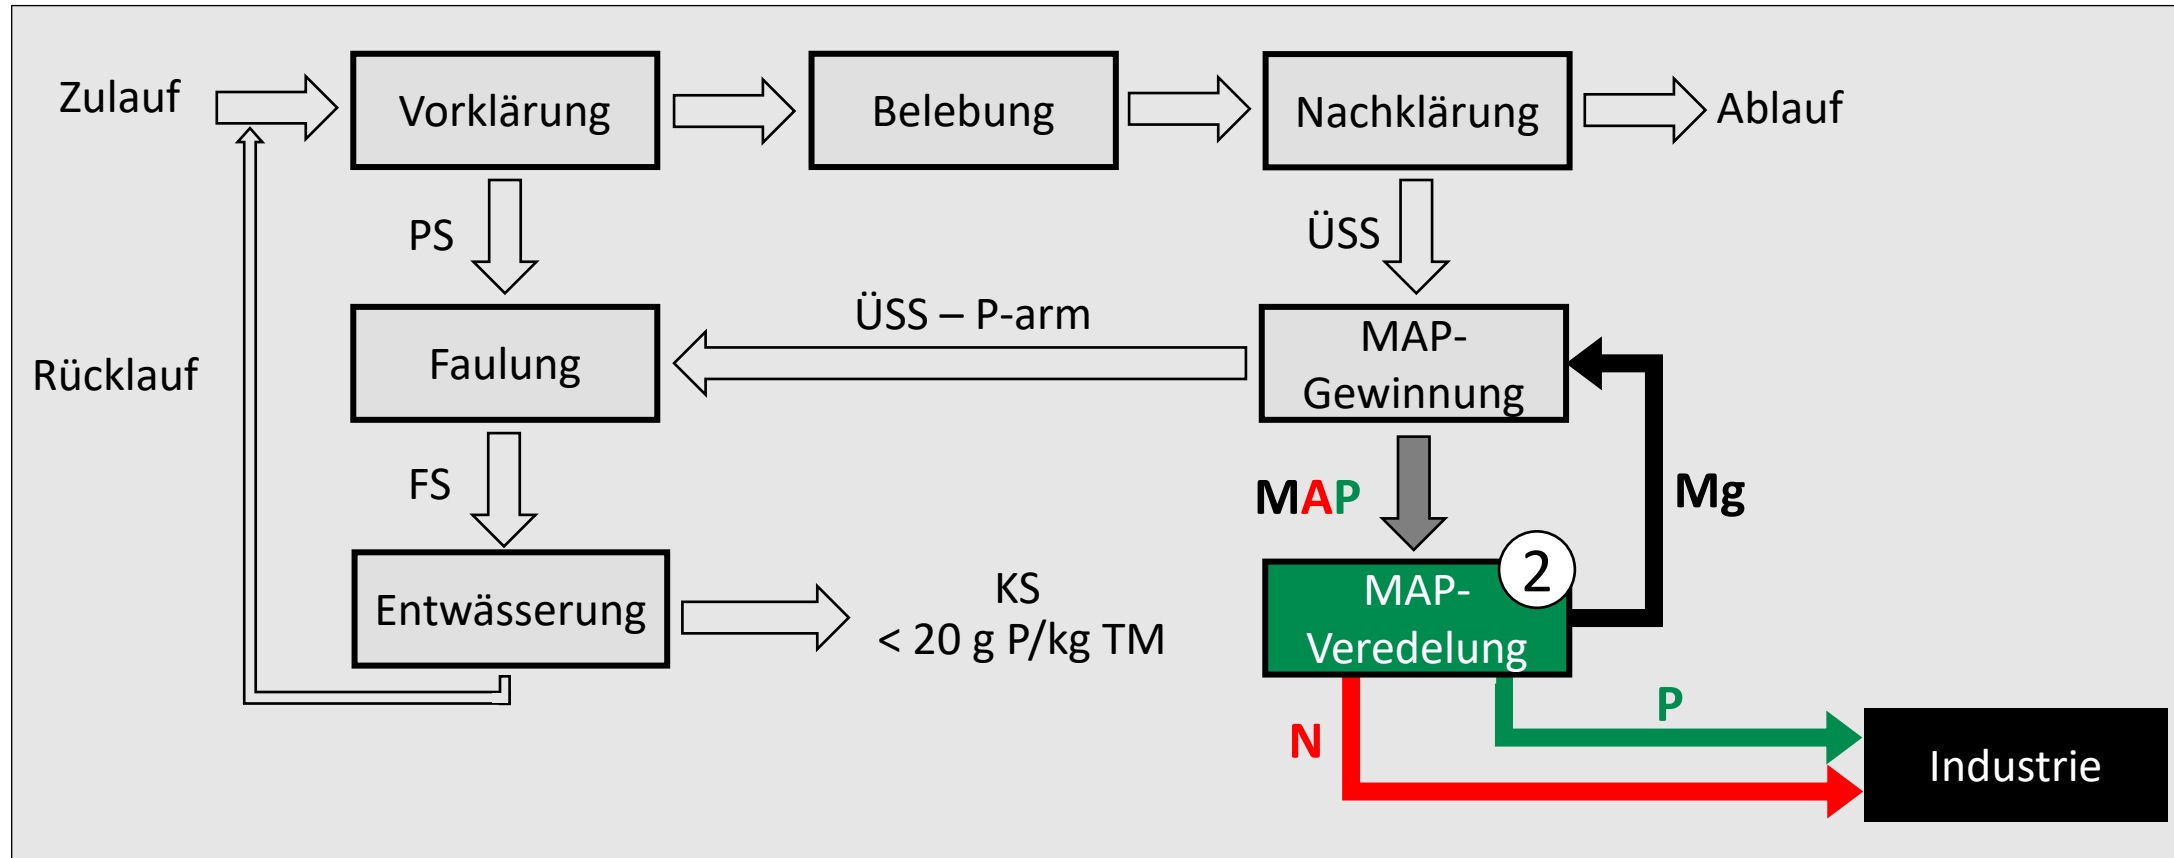 Zulauf
Vorklärung
Belebung
Nachklärung
Ablauf
PS
ÜSS
Rücklauf
Faulung
ÜSS – P-arm
MAP-
Gewinnung
FS
MAP
Mg
Entwässerung
KS
< 20 g P/kg TM
2
MAP-
Veredelung
N
P
Industrie